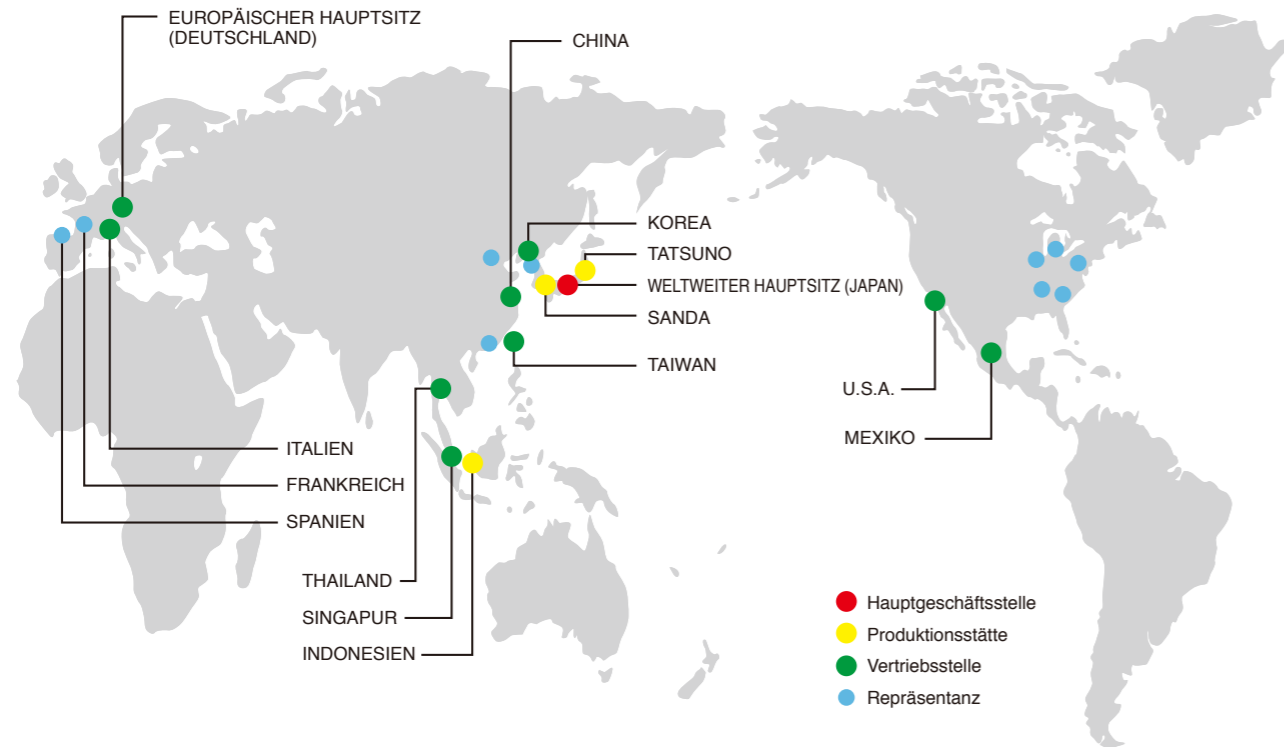 EUROPÄISCHER HAUPTSITZ
(DEUTSCHLAND)
CHINA
KOREA
TATSUNO
WELTWEITER HAUPTSITZ (JAPAN)
SANDA
TAIWAN
U.S.A.
MEXIKO
ITALIEN
FRANKREICH
SPANIEN
THAILAND
SINGAPUR
INDONESIEN
Hauptgeschäftsstelle
Produktionsstätte
Vertriebsstelle
Repräsentanz